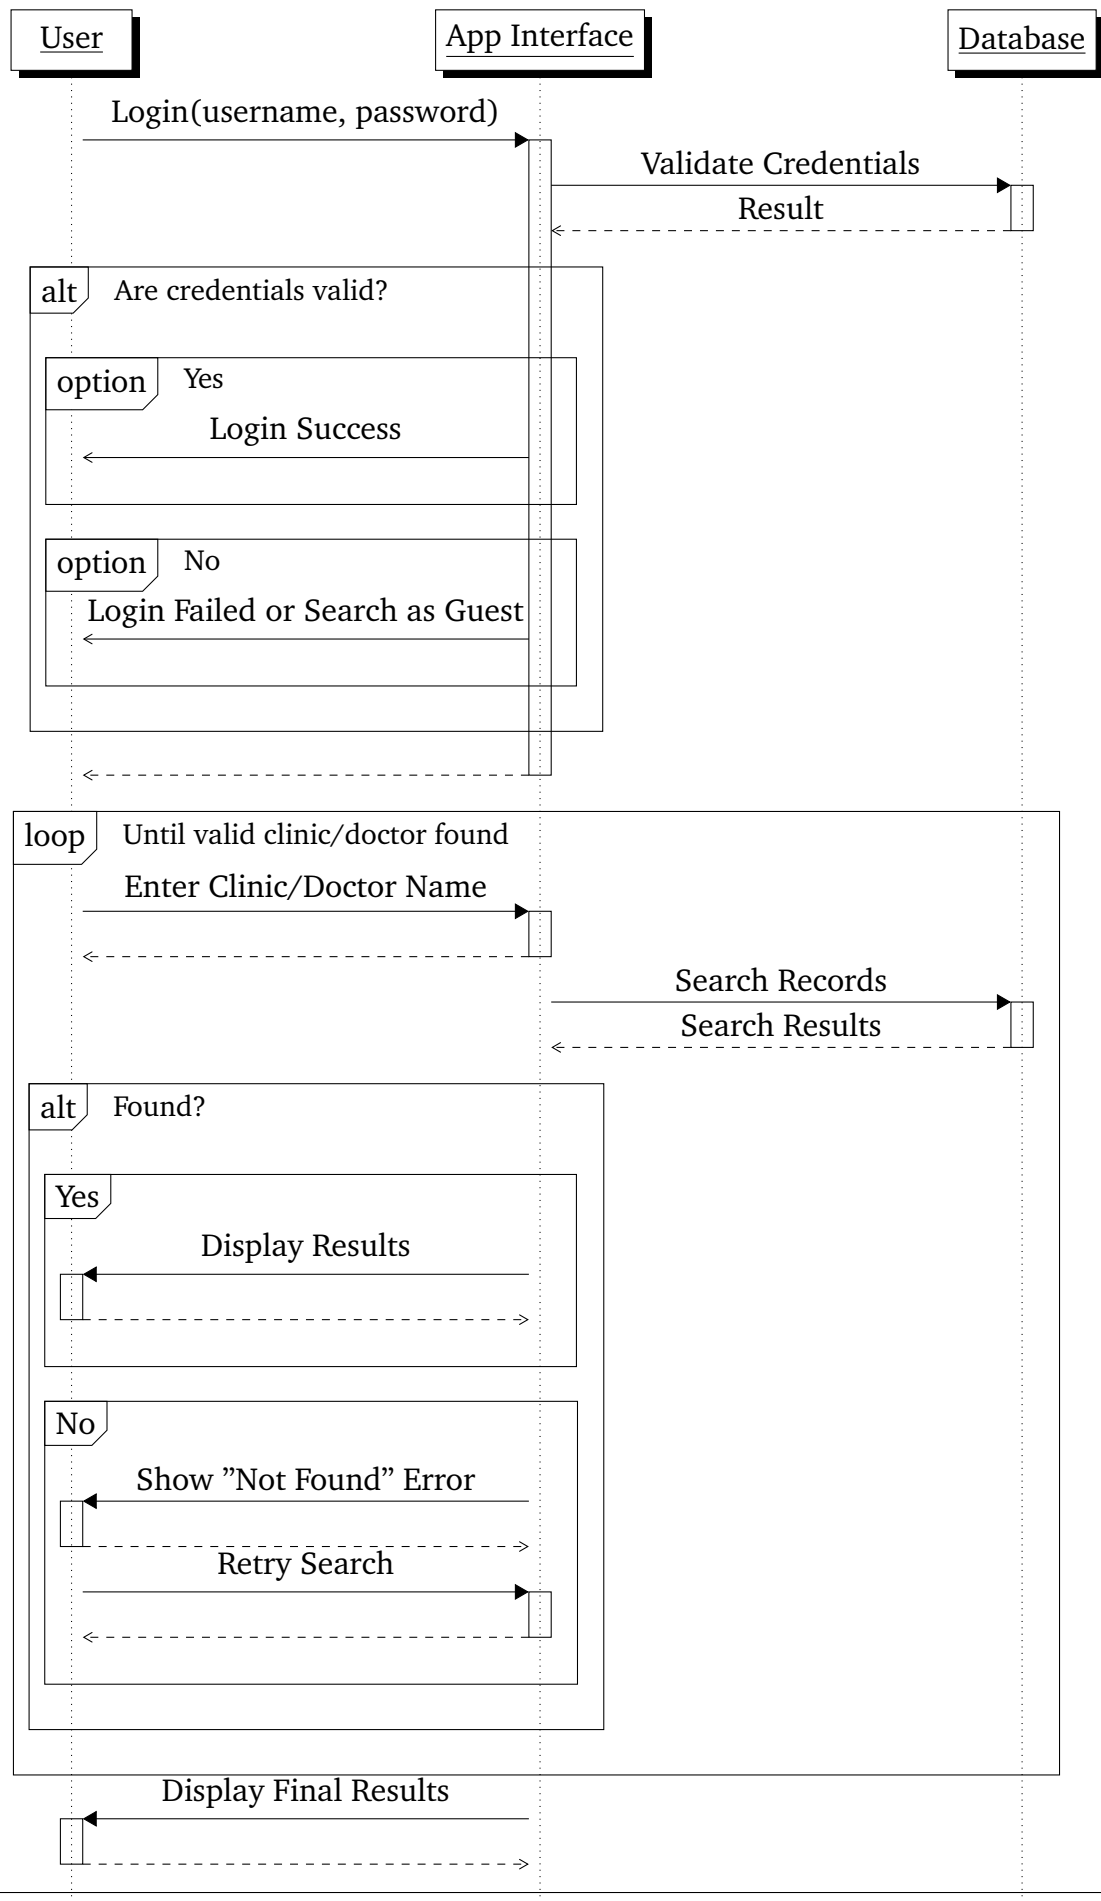 User
App Interface
Database
Login(username, password)
Validate Credentials
Result
alt
Are credentials valid?
option
Yes
Login Success
option
No
Login Failed or Search as Guest
loop
Until valid clinic/doctor found
Enter Clinic/Doctor Name
Search Records
Search Results
alt
Found?
Yes
Display Results
No
Show ”Not Found” Error
Retry Search
Display Final Results